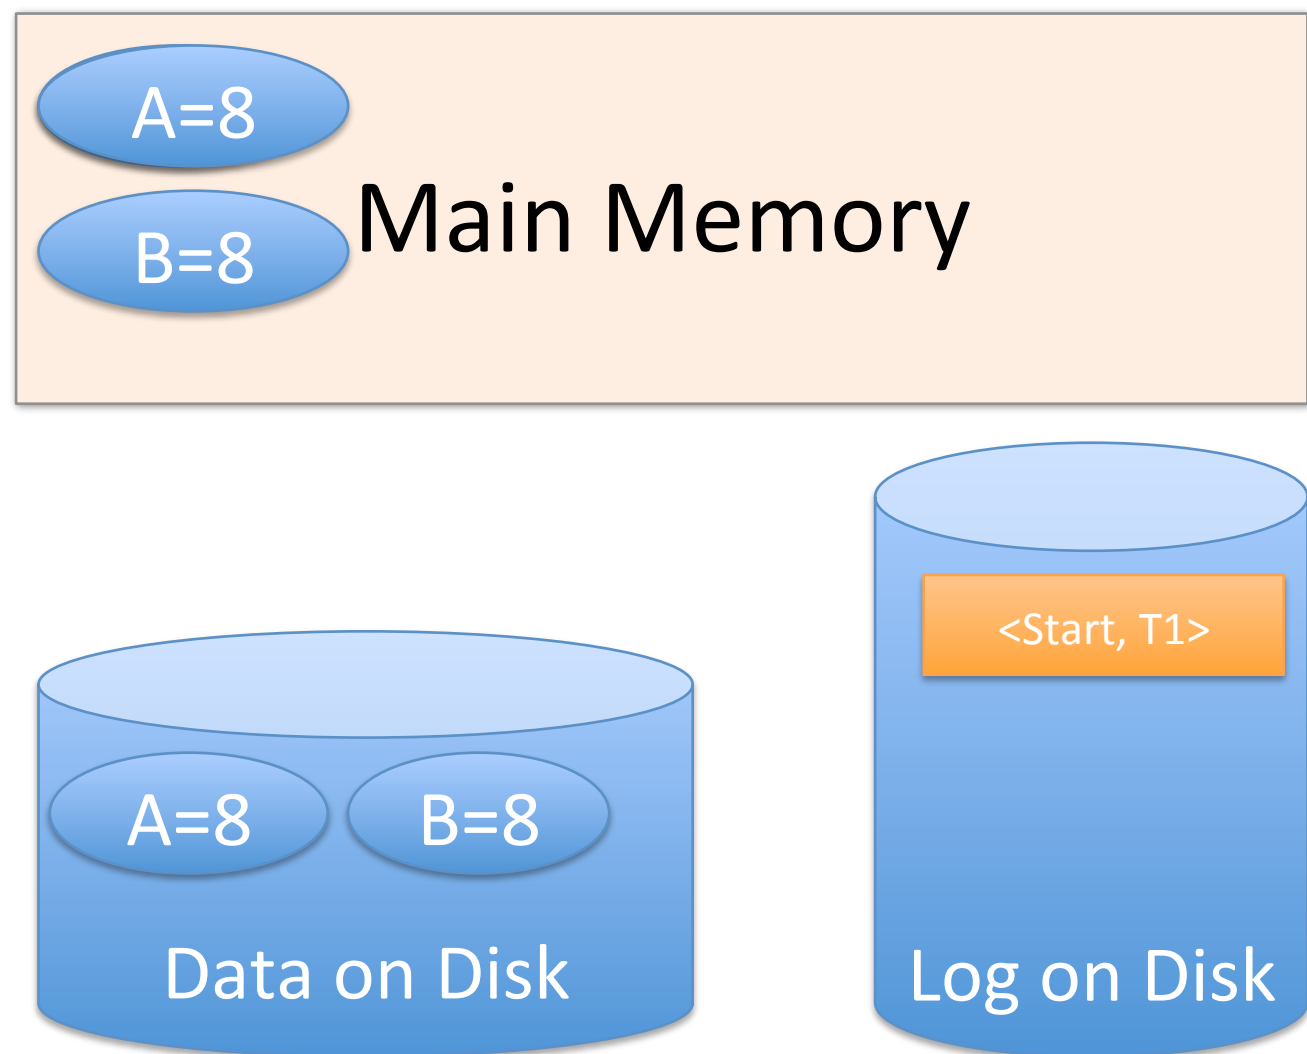 A=8
Main Memory
B=8
<Start, T1>
A=8
B=8
Data on Disk
Log on Disk